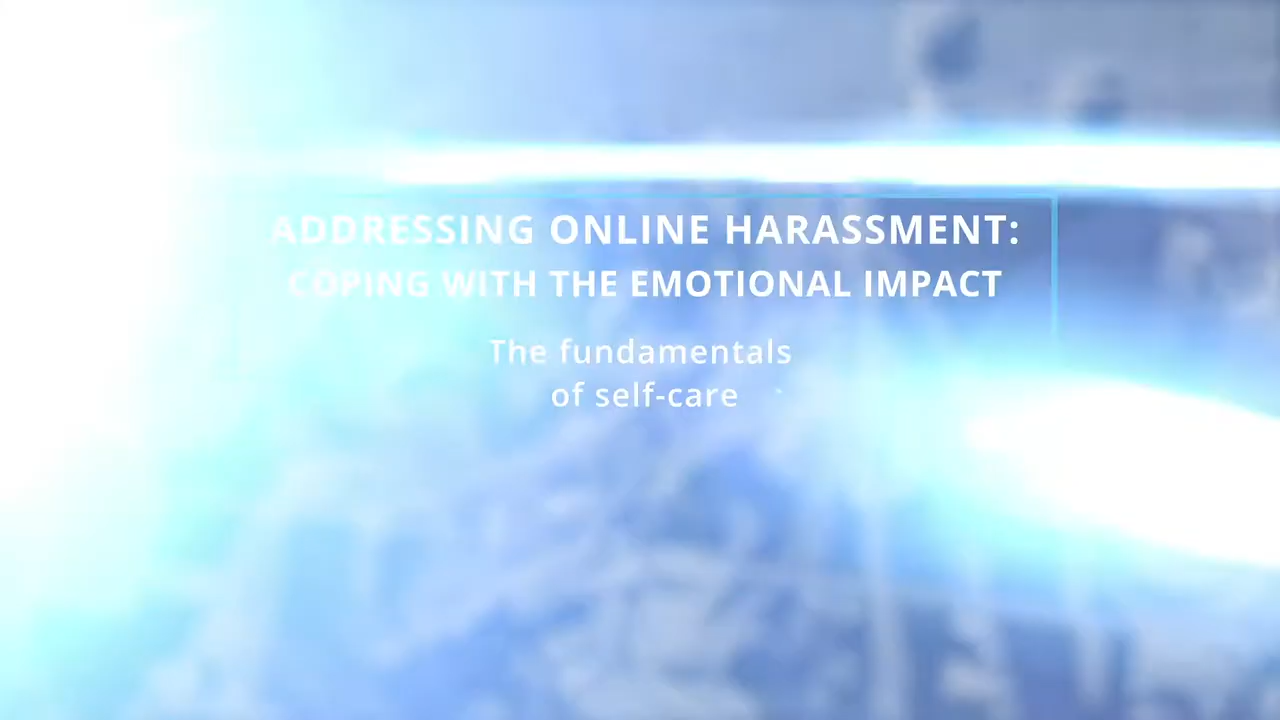 ADDRESSING ONLINE HARASSMENT:
COPING WITH THE EMOTIONAL IMPACT
The fundamentals
of self-care